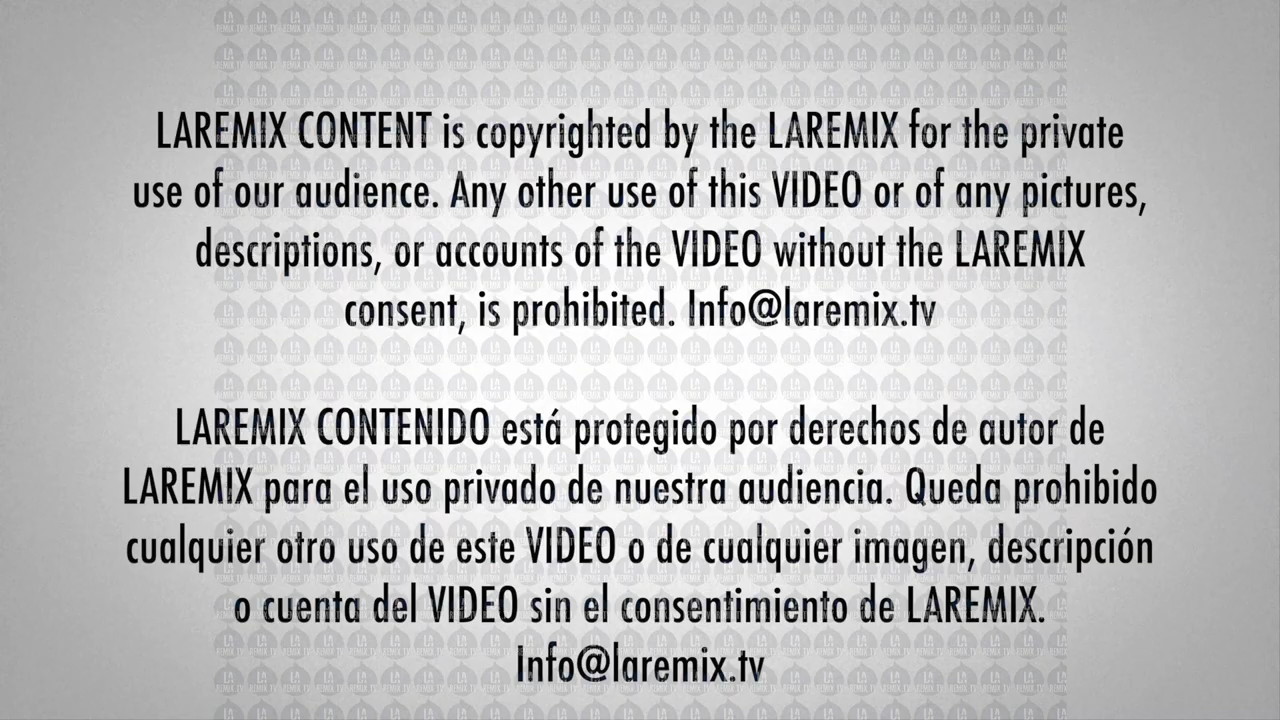 LAREMIX CONTENT is copyrighted by the LAREMIX for the private
use of our audience. Any other use of this VIDEO or of any pictures,
descriptions, or accounts of the VIDEO without the LAREMIX
consent, is prohibited. Info@laremix.tv
LAREMIX CONTENIDO está protegido por derechos de autor de
LAREMIX para el uso privado de nuestra audiencia. Queda prohibido
cualquier otro uso de este VIDEO o de cualquier imagen, descripción
o cuenta del VIDEO sin el consentimiento de LAREMIX.
Info@laremix.tv